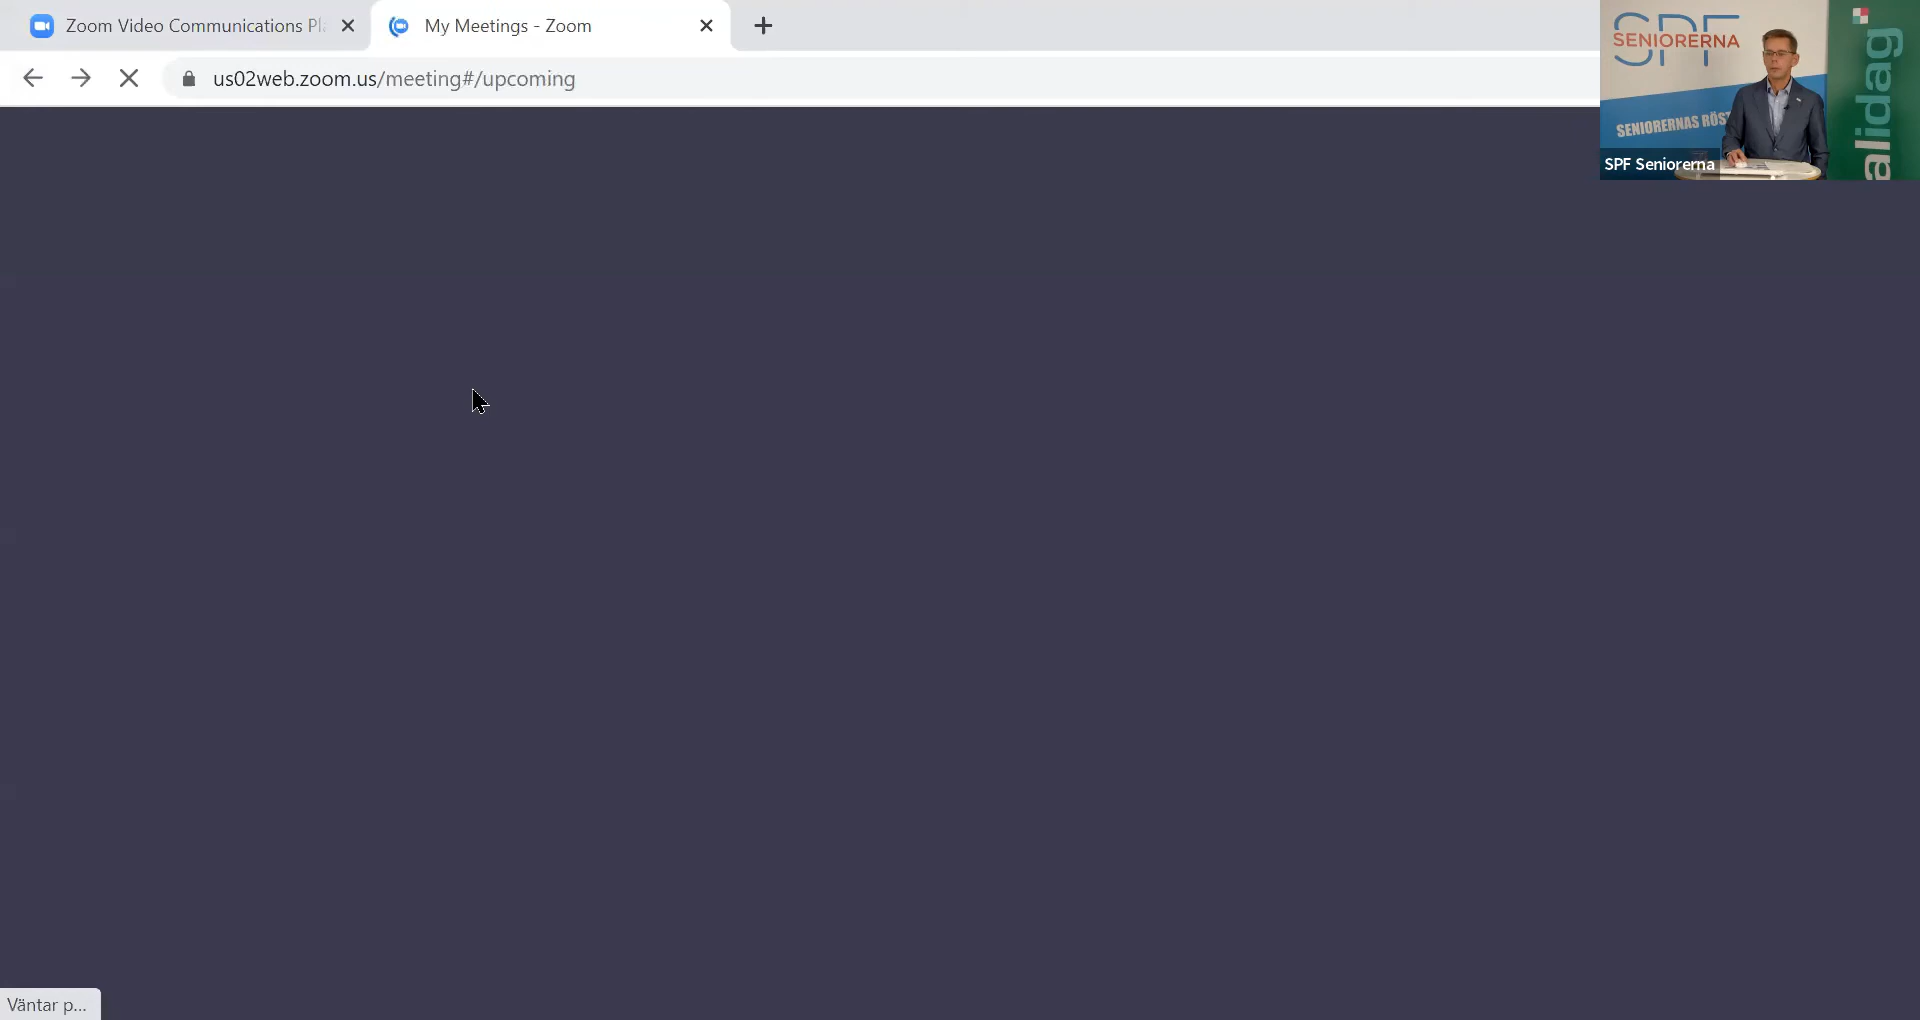 Zoom Video Communications Pl
My Meetings - Zoom
us02web.zoom.us/meeting#/upcoming
SPF
SENIORERNA
SENIORERNAS RÖST
SPF Seniorerna
alidag
Väntar p...